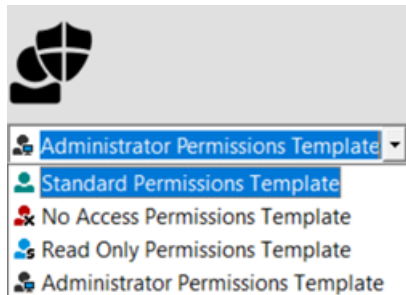 Administrator Permissions Template
Standard Permissions Template
No Access Permissions Template
Read Only Permissions Template
Administrator Permissions Template